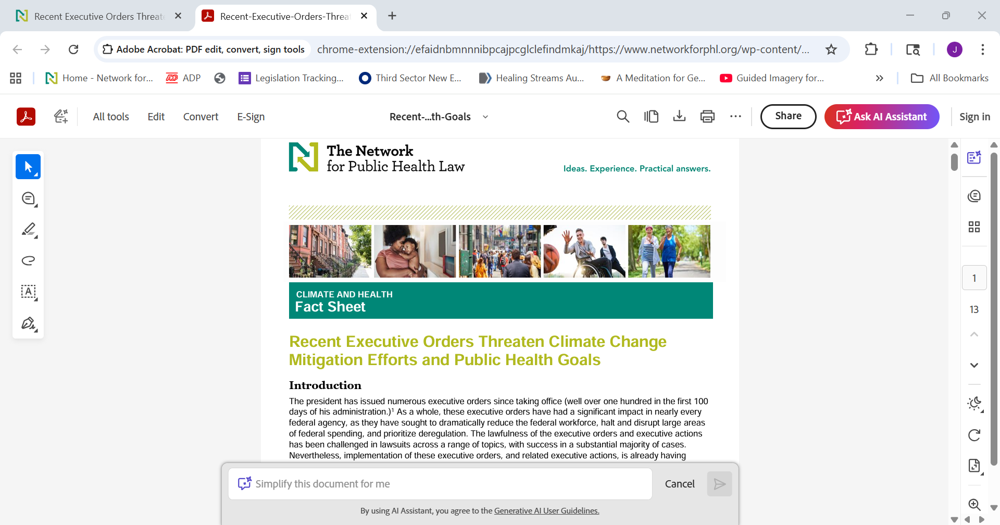 Recent Executive Orders Threat
Recent-Executive-Orders-Threa
Adobe Acrobat: PDF edit, convert, sign tools
chrome-extension://efaidnbmnnnibpcajpcglclefindmkaj/https://www.networkforphl.org/wp-content/...
J
Home - Network for...
ADP
ADP
Legislation Tracking...
Third Sector New E...
Healing Streams Au...
A Meditation for Ge...
Guided Imagery for...
All Bookmarks
All tools
Edit
Convert
E-Sign
Recent-...th-Goals
Share
Ask AI Assistant
Sign in
The Network
for Public Health Law
Ideas. Experience. Practical answers.
CLIMATE AND HEALTH
Fact Sheet
Recent Executive Orders Threaten Climate Change
Mitigation Efforts and Public Health Goals
Introduction
The president has issued numerous executive orders since taking office (well over one hundred in the first 100
days of his administration.)¹ As a whole, these executive orders have had a significant impact in nearly every
federal agency, as they have sought to dramatically reduce the federal workforce, halt and disrupt large areas
of federal spending, and prioritize deregulation. The lawfulness of the executive orders and executive actions
has been challenged in lawsuits across a range of topics, with success in a substantial majority of cases.
Nevertheless, implementation of these executive orders, and related executive actions, is already having
Simplify this document for me
Cancel
By using AI Assistant, you agree to the Generative AI User Guidelines.
A
1
13